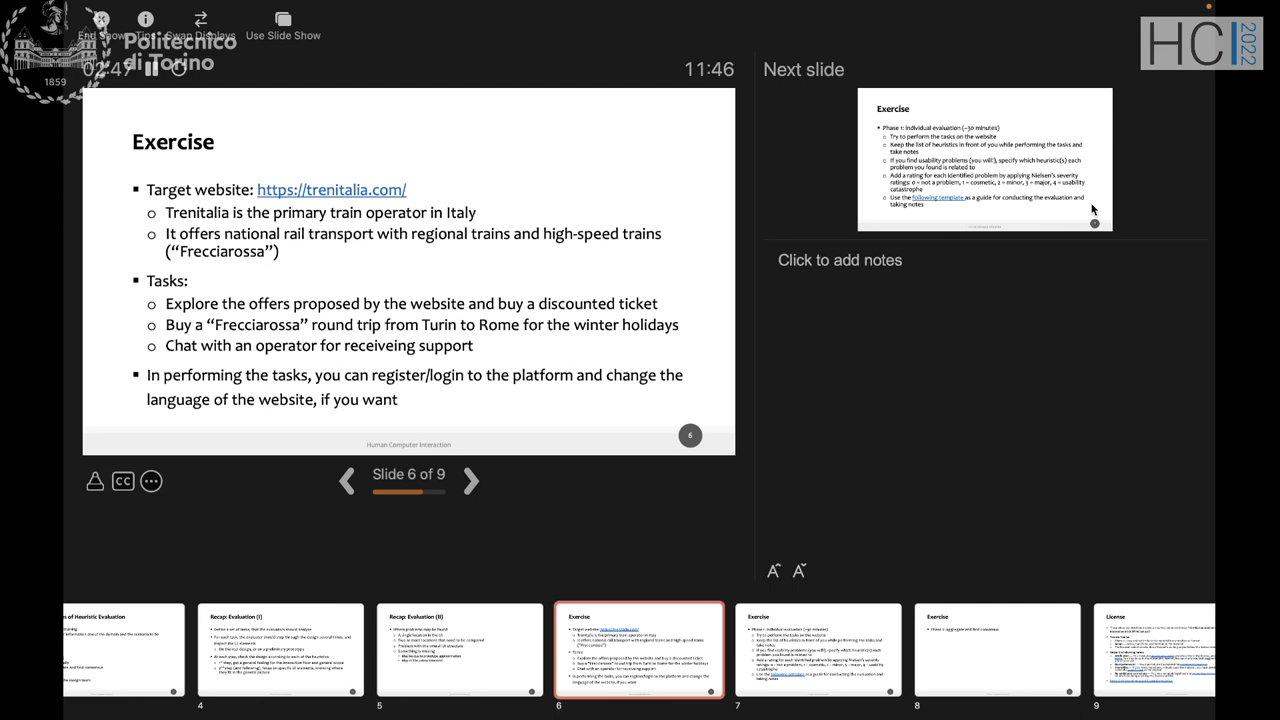 End Show
Tips
Swap Displays
Use Slide Show
Politecnico
di Torino
1859
HCI
2022
02:47
11:46
Next slide
Exercise
Target website: https://trenitalia.com/
Trenitalia is the primary train operator in Italy
It offers national rail transport with regional trains and high-speed trains
(“Frecciarossa”)
Tasks:
Explore the offers proposed by the website and buy a discounted ticket
Buy a “Frecciarossa” round trip from Turin to Rome for the winter holidays
Chat with an operator for receiveing support
In performing the tasks, you can register/login to the platform and change the
language of the website, if you want
Human Computer Interaction
6
Exercise
Phase 1: Individual evaluation (~30 minutes)
Try to perform the tasks on the website
Keep the list of heuristics in front of you while performing the tasks and
take notes
If you find usability problems (you will!), specify which heuristic(s) each
problem you found is related to
Add a rating for each identified problem by applying Nielsen's severity
ratings: 0 = not a problem, 1 = cosmetic, 2 = minor, 3 = major, 4 = usability
catastrophe
Use the following template as a guide for conducting the evaluation and
taking notes
Click to add notes
CC
Slide 6 of 9
es of Heuristic Evaluation
Recap: Evaluation (I)
Recap: Evaluation (II)
Exercise
Exercise
Exercise
Phase 2: aggregate and find consensus
License
4
5
6
7
8
9